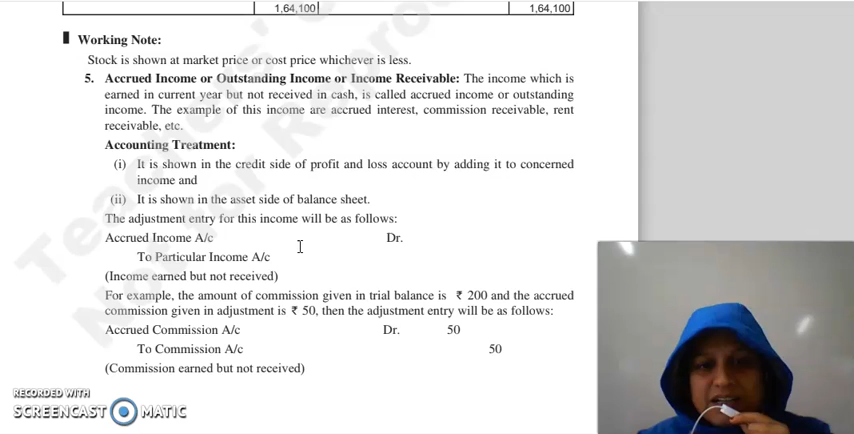 1,64,100 1,64,100
Working Note:
Stock is shown at market price or cost price whichever is less.
5. Accrued Income or Outstanding Income or Income Receivable: The income which is
earned in current year but not received in cash, is called accrued income or outstanding
income. The example of this income are accrued interest, commission receivable, rent
receivable, etc.
Accounting Treatment:
(i) It is shown in the credit side of profit and loss account by adding it to concerned
income and
(ii) It is shown in the asset side of balance sheet.
The adjustment entry for this income will be as follows:
Accrued Income A/c Dr.
To Particular Income A/c
(Income earned but not received)
For example, the amount of commission given in trial balance is ₹ 200 and the accrued
commission given in adjustment is ₹ 50, then the adjustment entry will be as follows:
Accrued Commission A/c Dr. 50
To Commission A/c 50
(Commission earned but not received)
RECORDED WITH
SCREENCAST MATIC